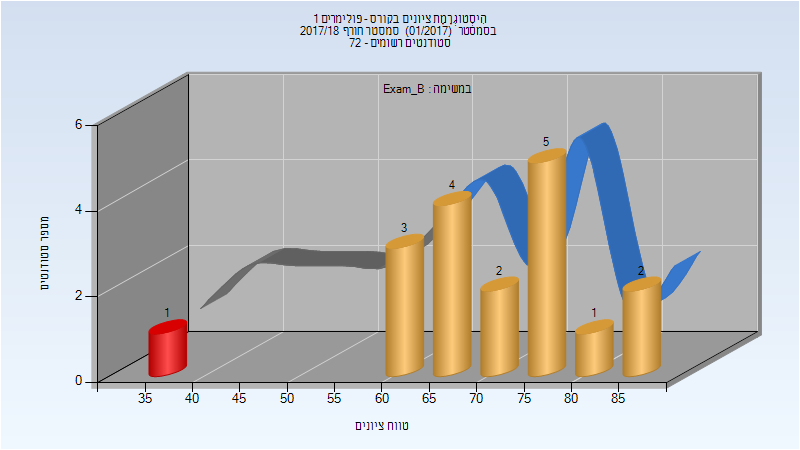 היסטוגרמת ציונים בקורס - פולימרים 1
בסמסטר (01/2017) סמסטר חורף 2017/18
סטודנטים רשומים - 72
במשימה : Exam_B
מספר סטודנטים
6
4
2
0
1
3
4
2
5
1
2
35 40 45 50 55 60 65 70 75 80 85
טווח ציונים